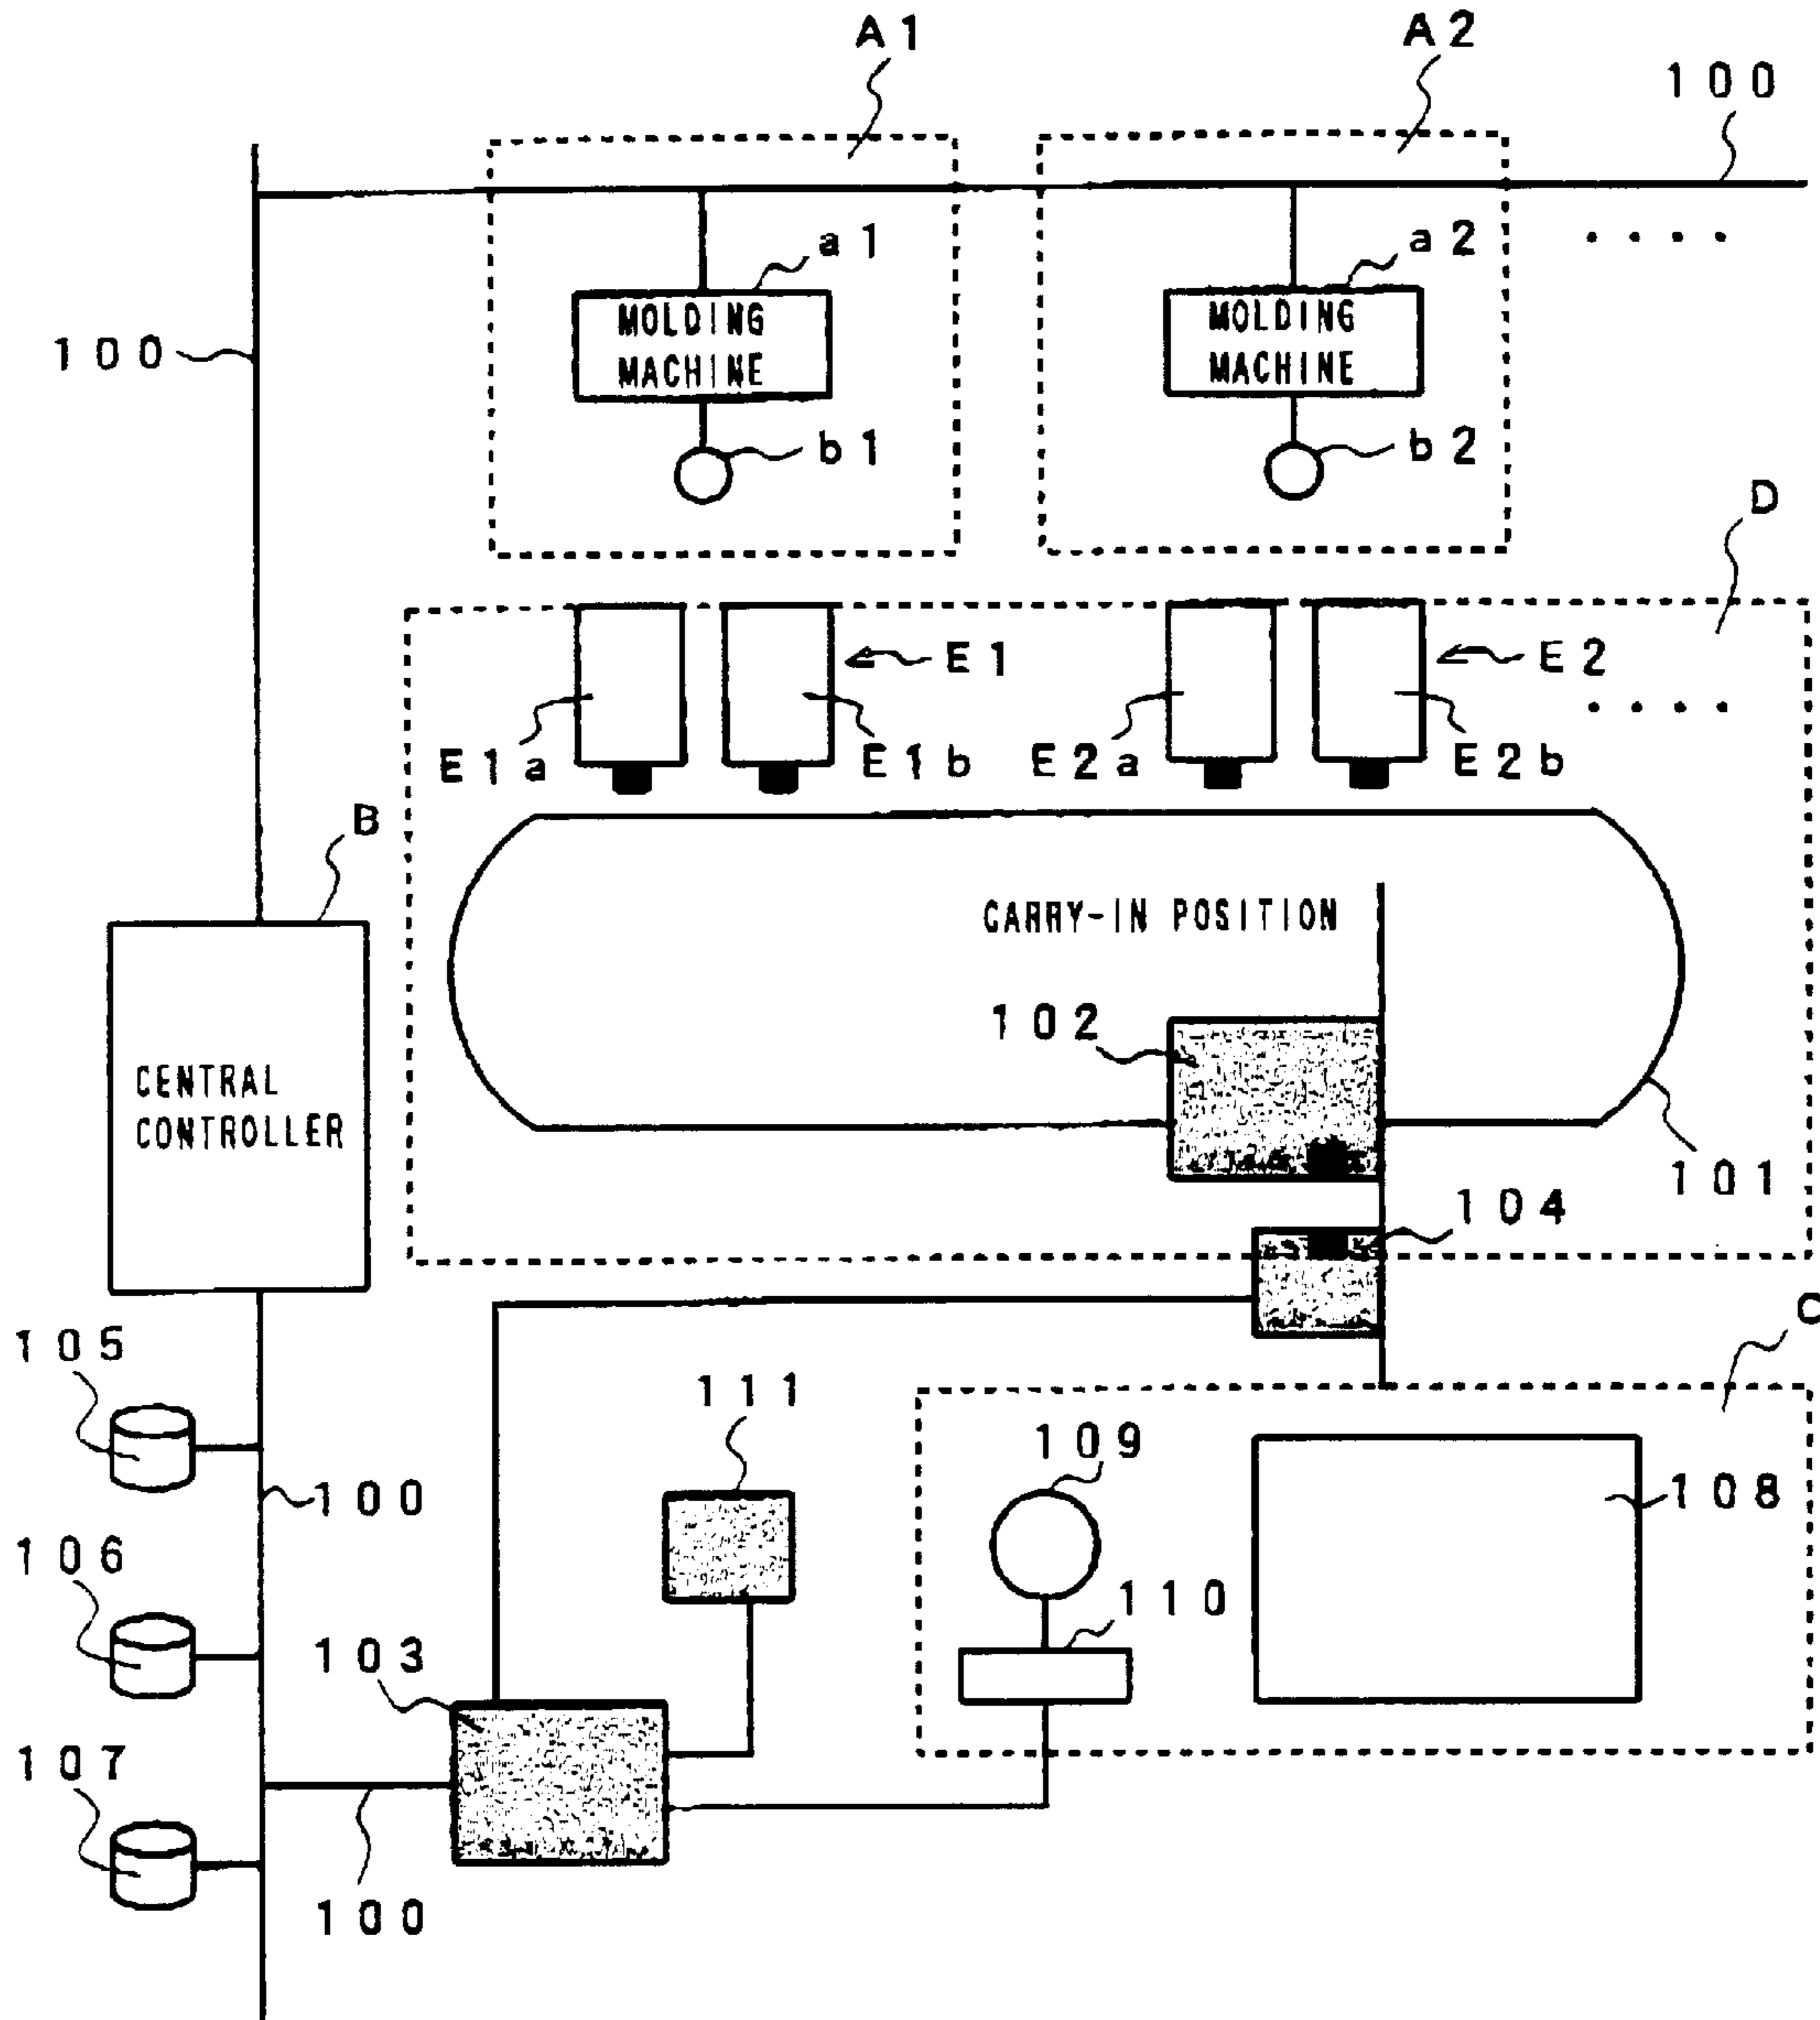 A1
A2
100
a1
a2
MOLDING
MACHINE
MOLDING
MACHINE
100
b1
b2
D
E1
E2
E1a
E1b
E2a
E2b
B
CARRY-IN POSITION
102
CENTRAL
CONTROLLER
101
104
C
105
111
109
100
108
106
110
103
107
100